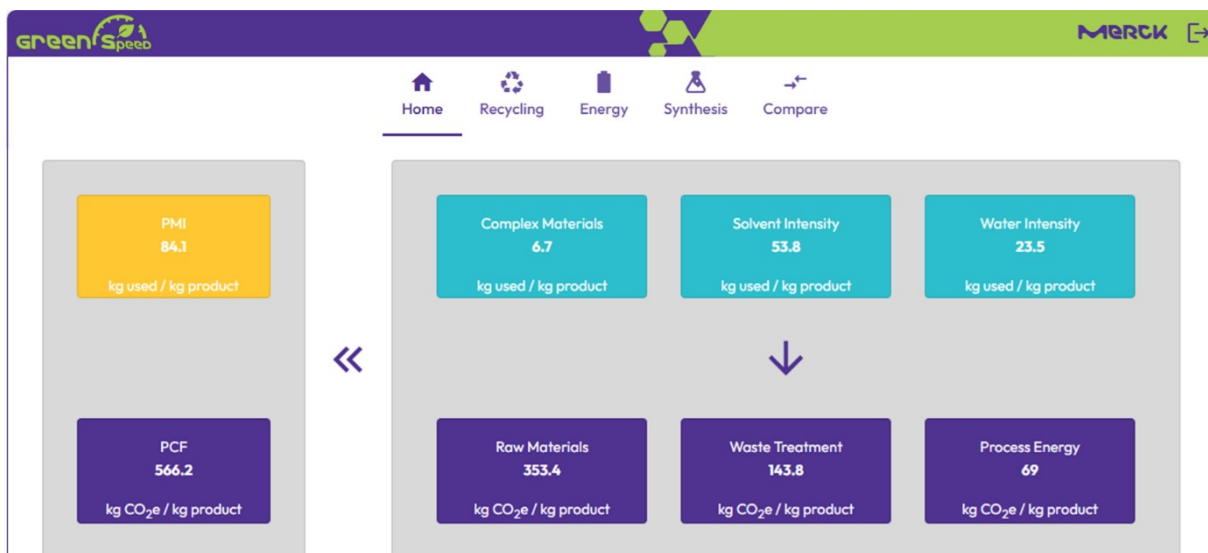 Green Speed
MERCK
Home
Recycling
Energy
Synthesis
Compare
PMI
84.1
kg used / kg product
Complex Materials
6.7
kg used / kg product
Solvent Intensity
53.8
kg used / kg product
Water Intensity
23.5
kg used / kg product
PCF
566.2
kg CO₂e / kg product
Raw Materials
353.4
kg CO₂e / kg product
Waste Treatment
143.8
kg CO₂e / kg product
Process Energy
69
kg CO₂e / kg product